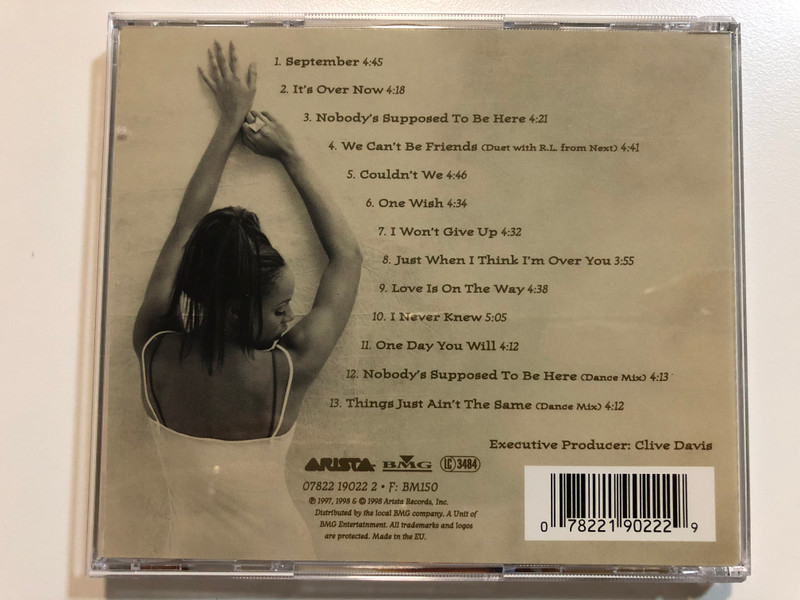 1. September 4:45
2. It's Over Now 4:18
3. Nobody's Supposed To Be Here 4:21
4. We Can't Be Friends (Duet with R.L. from Next) 4:41
5. Couldn't We 4:46
6. One Wish 4:34
7. I Won't Give Up 4:32
8. Just When I Think I'm Over You 3:55
9. Love Is On The Way 4:38
10. I Never Knew 5:05
11. One Day You Will 4:12
12. Nobody's Supposed To Be Here (Dance Mix) 4:13
13. Things Just Ain't The Same (Dance Mix) 4:12
Executive Producer: Clive Davis
ARISTA BMG LC 3484
07822 19022 2 • F: BM150
℗ 1997, 1998 & © 1998 Arista Records, Inc.
Distributed by the local BMG company. A Unit of
BMG Entertainment. All trademarks and logos
are protected. Made in the EU.
0 78221 90222 9